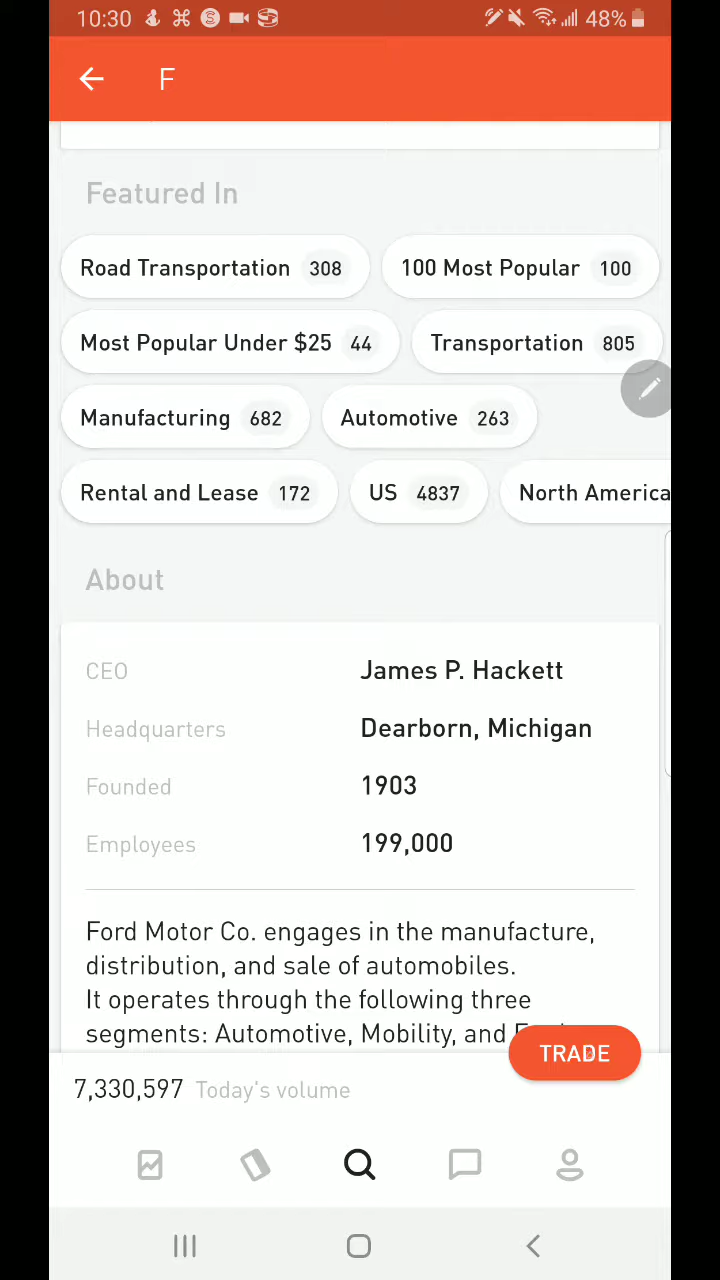 10:30 48%
F
Featured In
Road Transportation 308 100 Most Popular 100
Most Popular Under $25 44 Transportation 805
Manufacturing 682 Automotive 263
Rental and Lease 172 US 4837 North America
About
CEO James P. Hackett
Headquarters Dearborn, Michigan
Founded 1903
Employees 199,000
Ford Motor Co. engages in the manufacture,
distribution, and sale of automobiles.
It operates through the following three
segments: Automotive, Mobility, and
TRADE
7,330,597 Today's volume